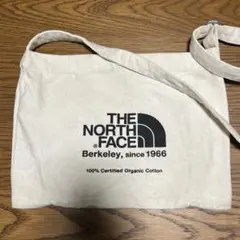 THE
NORTH
FACE
Berkeley, since 1966
100% Certified Organic Cotton